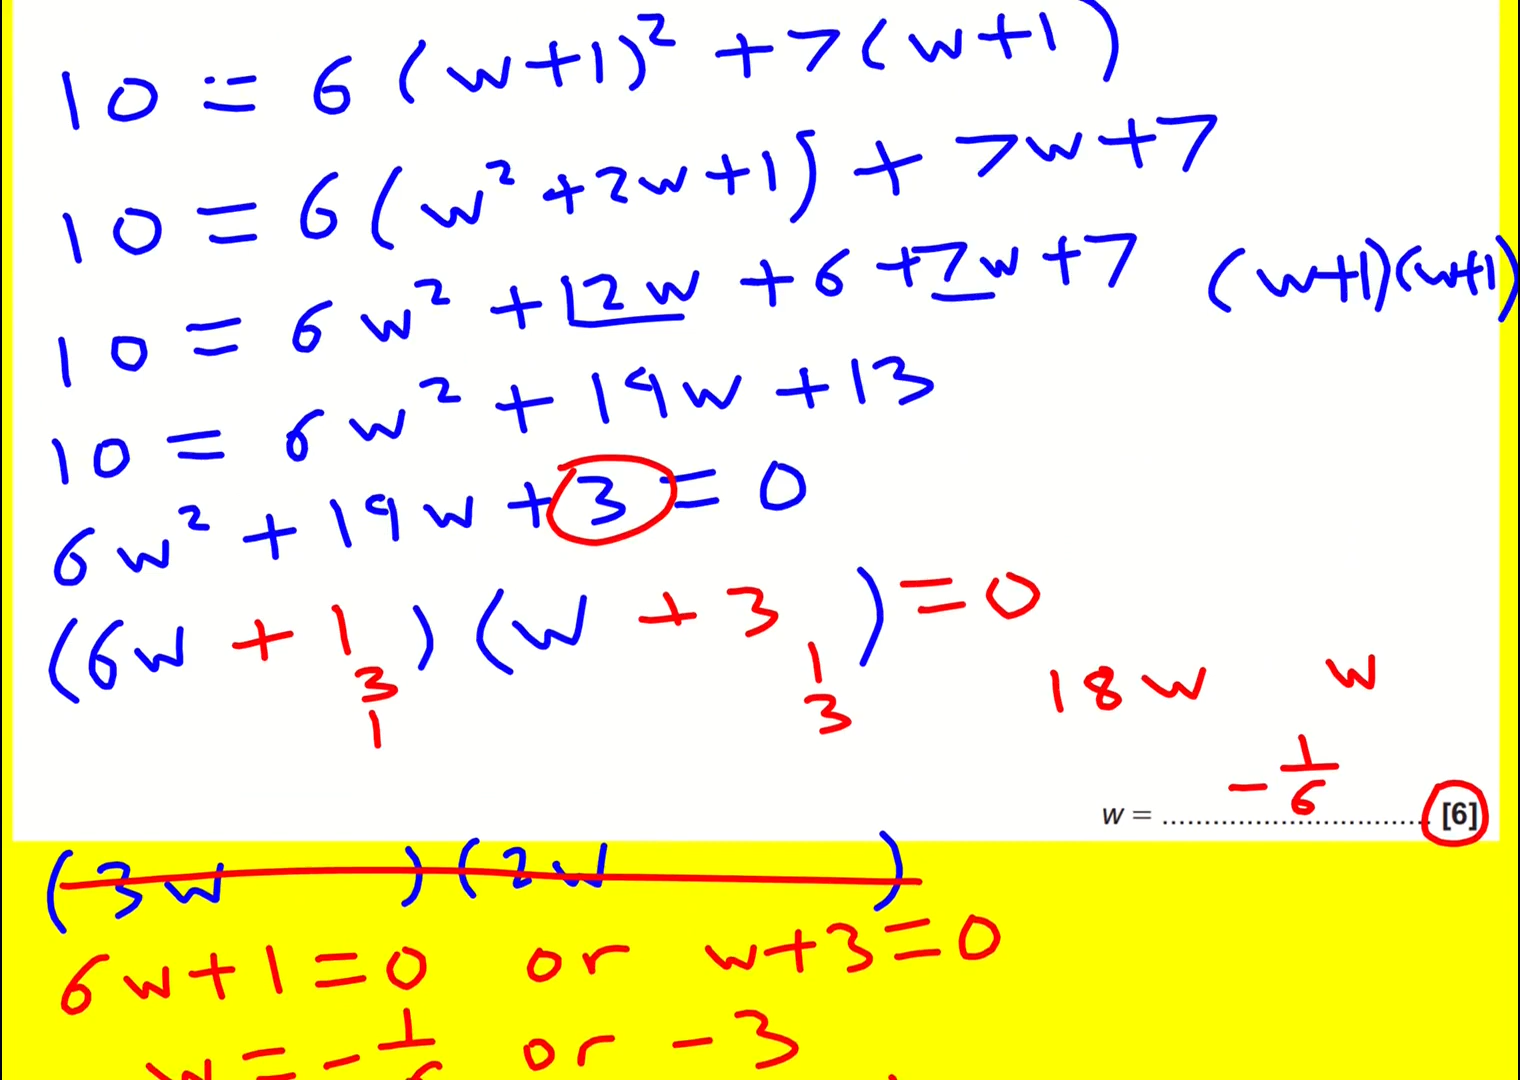 10 = 6(w+1)² + 7(w+1)
10 = 6(w² + 2w + 1) + 7w + 7
10 = 6w² + 12w + 6 + 7w + 7 (w+1)(w+1)
10 = 6w² + 19w + 13
6w² + 19w + 3 = 0
(6w + 1)(w + 3) = 0
3 1
1 3
18w w
-1/6
w = .............................. [6]
(3w )(2w )
6w + 1 = 0 or w + 3 = 0
w = -1/6 or -3